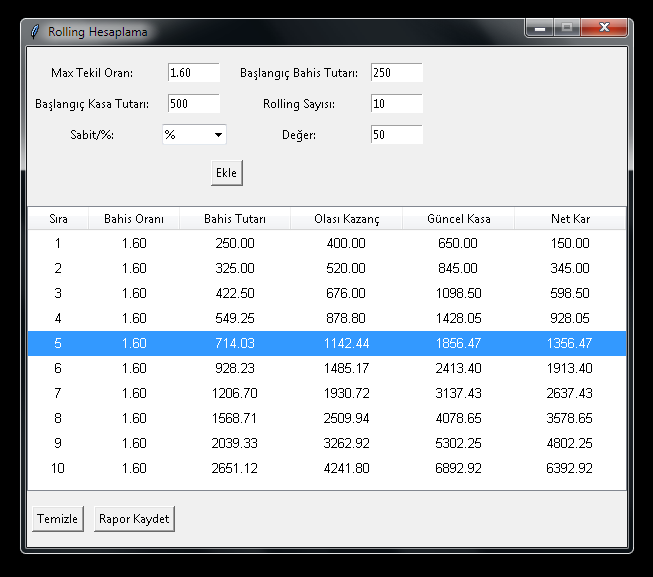 Rolling Hesaplama
Max Tekil Oran: 1.60 Başlangıç Bahis Tutarı: 250
Başlangıç Kasa Tutarı: 500 Rolling Sayısı: 10
Sabit/%: % Değer: 50
Ekle
Sıra Bahis Oranı Bahis Tutarı Olası Kazanç Güncel Kasa Net Kar
1 1.60 250.00 400.00 650.00 150.00
2 1.60 325.00 520.00 845.00 345.00
3 1.60 422.50 676.00 1098.50 598.50
4 1.60 549.25 878.80 1428.05 928.05
5 1.60 714.03 1142.44 1856.47 1356.47
6 1.60 928.23 1485.17 2413.40 1913.40
7 1.60 1206.70 1930.72 3137.43 2637.43
8 1.60 1568.71 2509.94 4078.65 3578.65
9 1.60 2039.33 3262.92 5302.25 4802.25
10 1.60 2651.12 4241.80 6892.92 6392.92
Temizle Rapor Kaydet